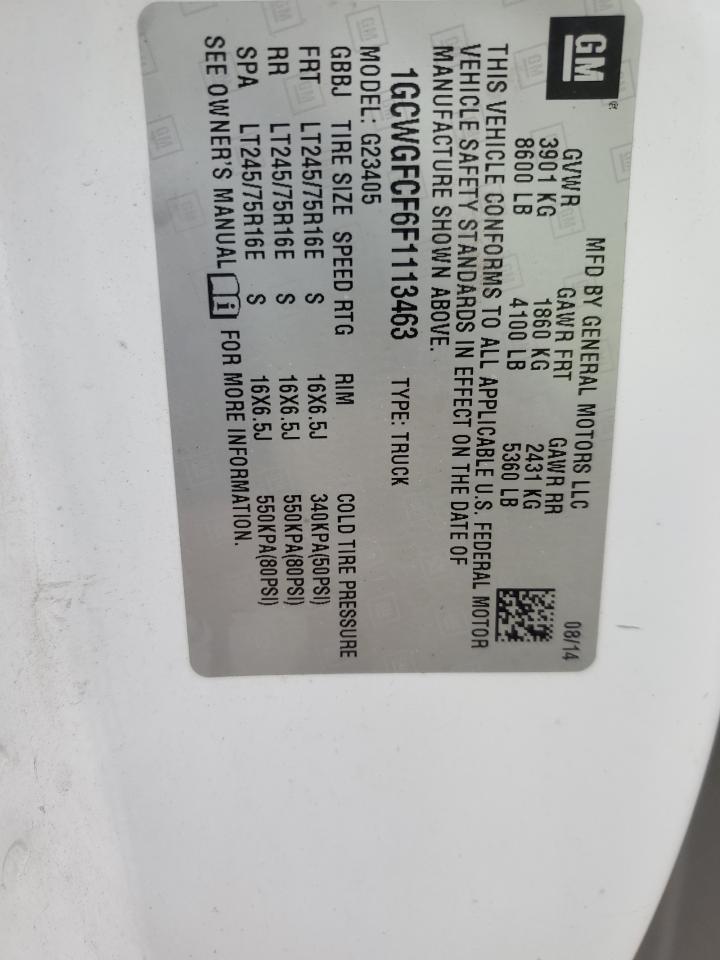 GM
MFD BY GENERAL MOTORS LLC 08/14
GVWR GAWR FRT GAWR RR
3901 KG 1860 KG 2431 KG
8600 LB 4100 LB 5360 LB
THIS VEHICLE CONFORMS TO ALL APPLICABLE U.S. FEDERAL MOTOR
VEHICLE SAFETY STANDARDS IN EFFECT ON THE DATE OF
MANUFACTURE SHOWN ABOVE.
1GCWGFCF6F1113463 TYPE: TRUCK
MODEL: G23405
GBBJ TIRE SIZE SPEED RTG RIM COLD TIRE PRESSURE
FRT LT245/75R16E S 16X6.5J 340KPA(50PSI)
RR LT245/75R16E S 16X6.5J 550KPA(80PSI)
SPA LT245/75R16E S 16X6.5J 550KPA(80PSI)
SEE OWNER'S MANUAL i FOR MORE INFORMATION.